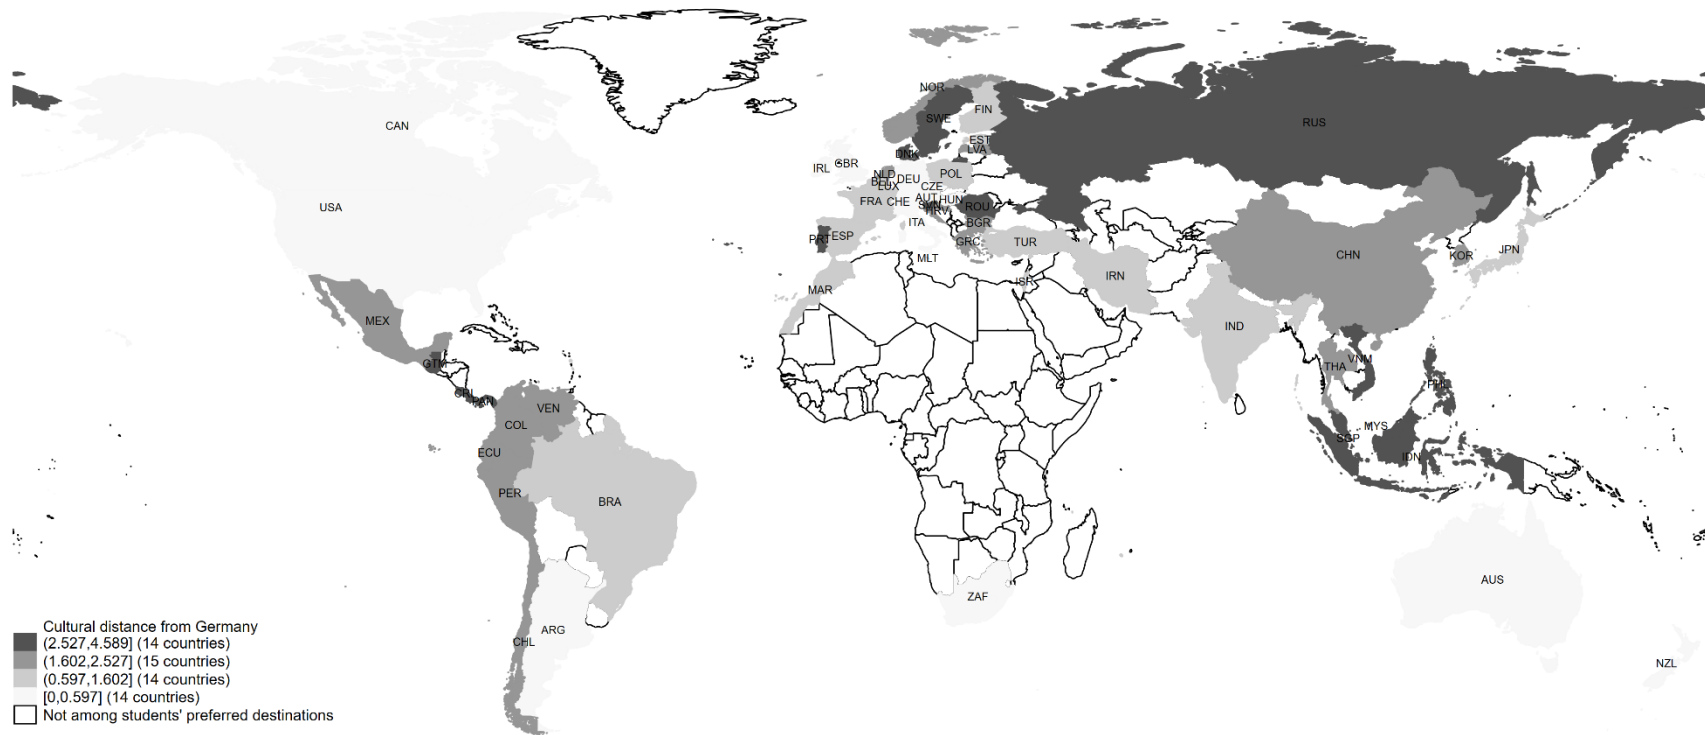 CAN
USA
MEX
GTM
CRI
PAN
VEN
COL
ECU
PER
BRA
CHL
ARG
NOR
SWE
FIN
EST
LVA
DNK
IRL
GBR
NLD
BEL
LUX
DEU
POL
CZE
FRA
CHE
AUT
HUN
SVN
HRV
ROU
ITA
BGR
PRT
ESP
GRC
TUR
MLT
MAR
ISR
IRN
RUS
CHN
KOR
JPN
IND
THA
VNM
PHL
MYS
SGP
IDN
ZAF
AUS
NZL
Cultural distance from Germany
(2.527,4.589] (14 countries)
(1.602,2.527] (15 countries)
(0.597,1.602] (14 countries)
[0,0.597] (14 countries)
Not among students' preferred destinations